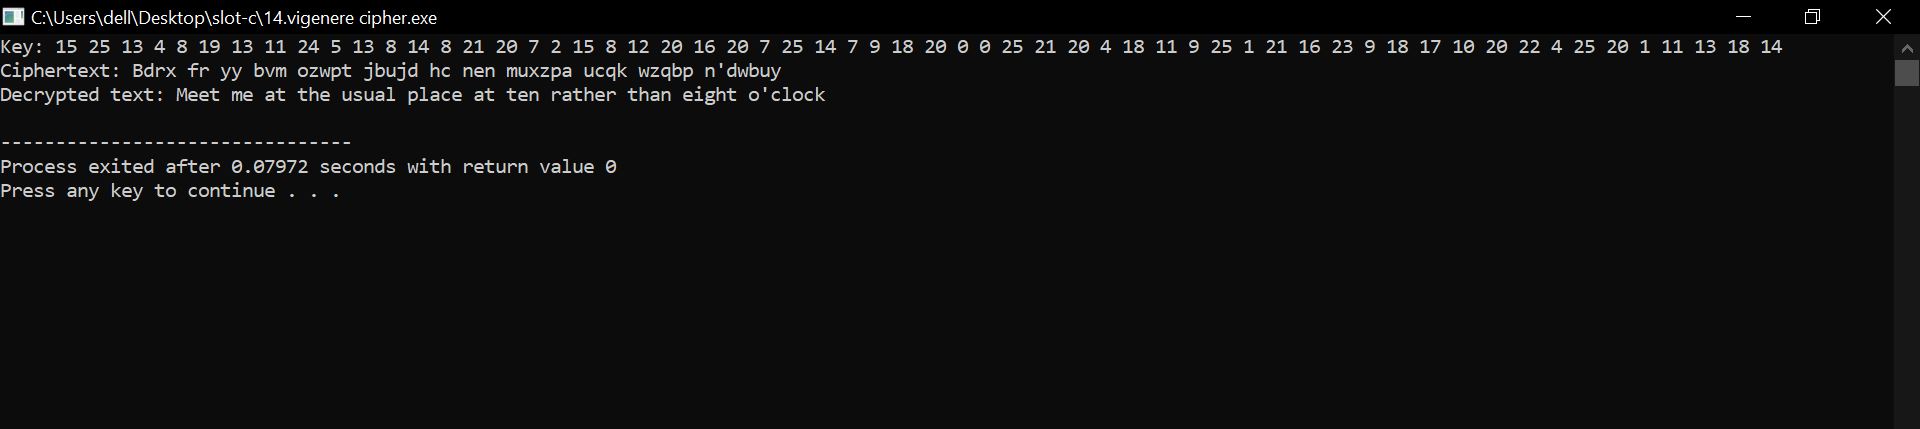 C:\Users\dell\Desktop\slot-c\14.vigenere cipher.exe
Key: 15 25 13 4 8 19 13 11 24 5 13 8 14 8 21 20 7 2 15 8 12 20 16 20 7 25 14 7 9 18 20 0 0 25 21 20 4 18 11 9 25 1 21 16 23 9 18 17 10 20 22 4 25 20 1 11 13 18 14
Ciphertext: Bdrx fr yy bvm ozwpt jbujd hc nen muxzpa ucqk wzqbp n'dwbuy
Decrypted text: Meet me at the usual place at ten rather than eight o'clock
--------------------------------
Process exited after 0.07972 seconds with return value 0
Press any key to continue . . .